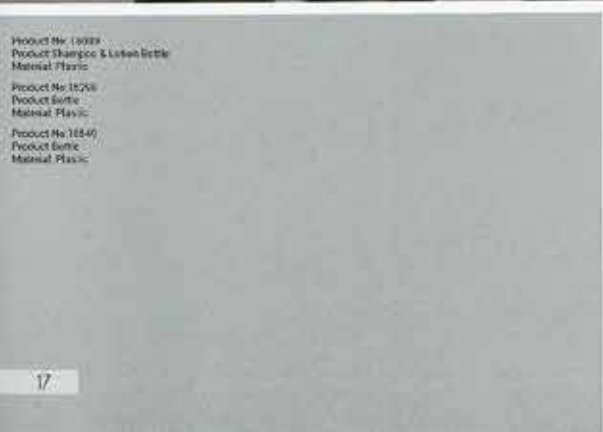 Product No:
Product Shampoo & Lotion Bottle
Material Plastic
Product No
Product Bottle
Material Plastic
Product No
Product Bottle
Material Plastic
17